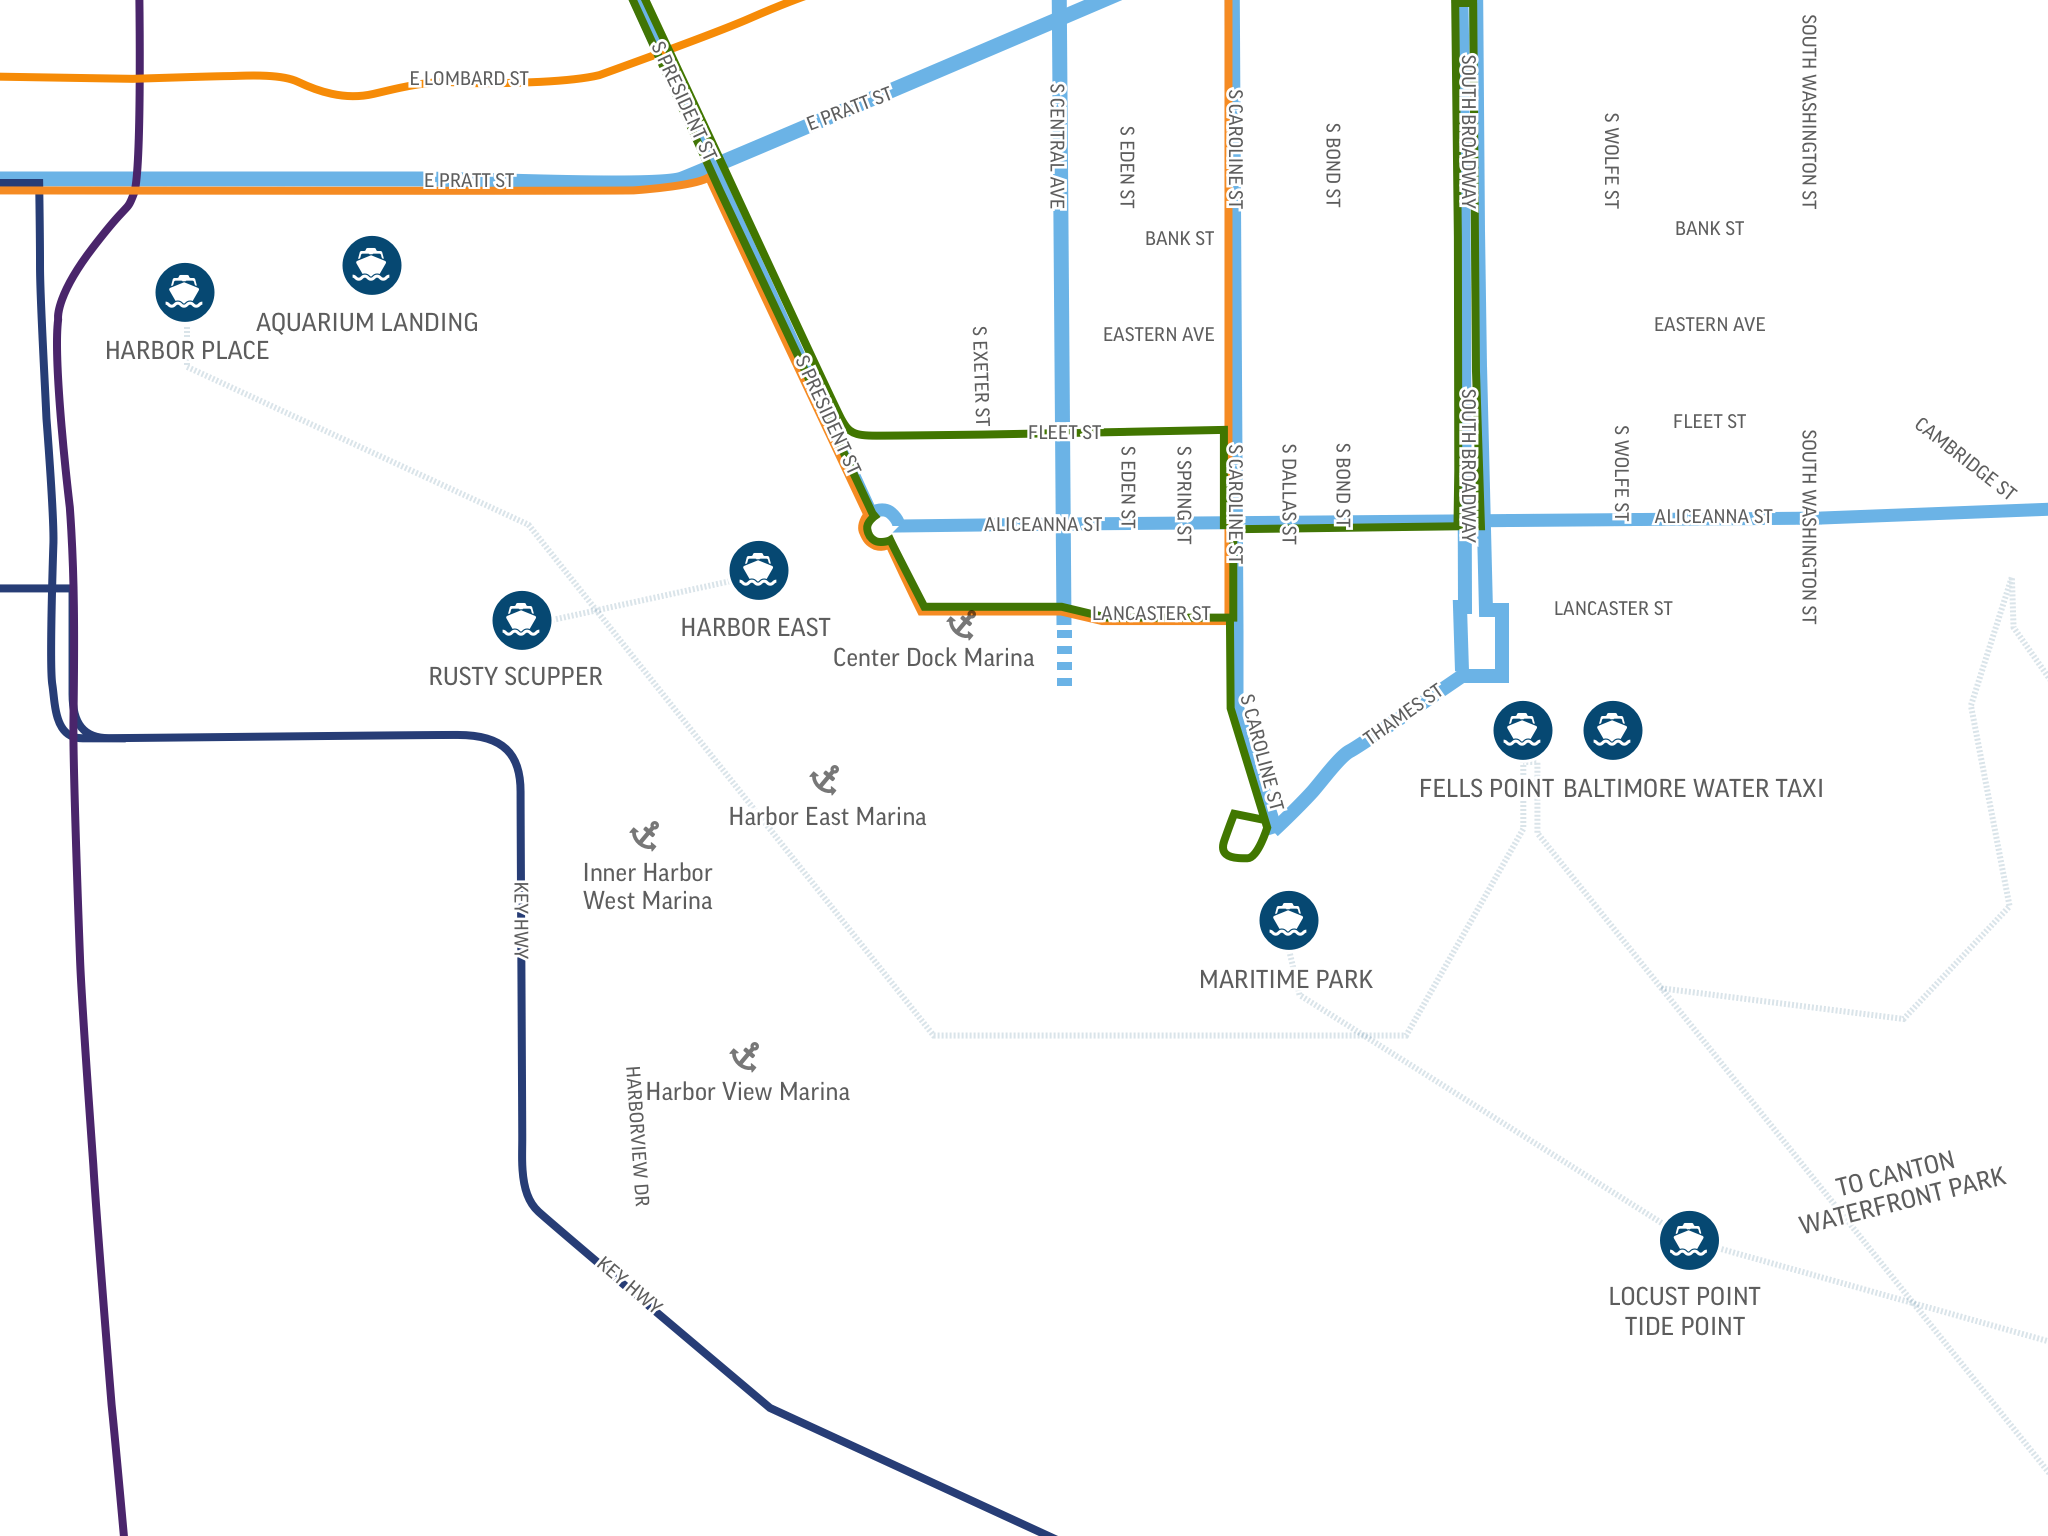 E LOMBARD ST
S PRESIDENT ST
E PRATT ST
E PRATT ST
S CENTRAL AVE
S EDEN ST
S CAROLINE ST
S BOND ST
SOUTH BROADWAY
S WOLFE ST
SOUTH WASHINGTON ST
BANK ST
BANK ST
AQUARIUM LANDING
HARBOR PLACE
S EXETER ST
EASTERN AVE
EASTERN AVE
S PRESIDENT ST
FLEET ST
FLEET ST
S EDEN ST
S SPRING ST
S CAROLINE ST
S DALLAS ST
S BOND ST
SOUTH BROADWAY
S WOLFE ST
SOUTH WASHINGTON ST
CAMBRIDGE ST
ALICEANNA ST
ALICEANNA ST
LANCASTER ST
LANCASTER ST
HARBOR EAST
RUSTY SCUPPER
Center Dock Marina
S CAROLINE ST
THAMES ST
FELLS POINT
BALTIMORE WATER TAXI
Harbor East Marina
Inner Harbor
West Marina
KEY HWY
MARITIME PARK
HARBORVIEW DR
Harbor View Marina
TO CANTON
WATERFRONT PARK
KEY HWY
LOCUST POINT
TIDE POINT